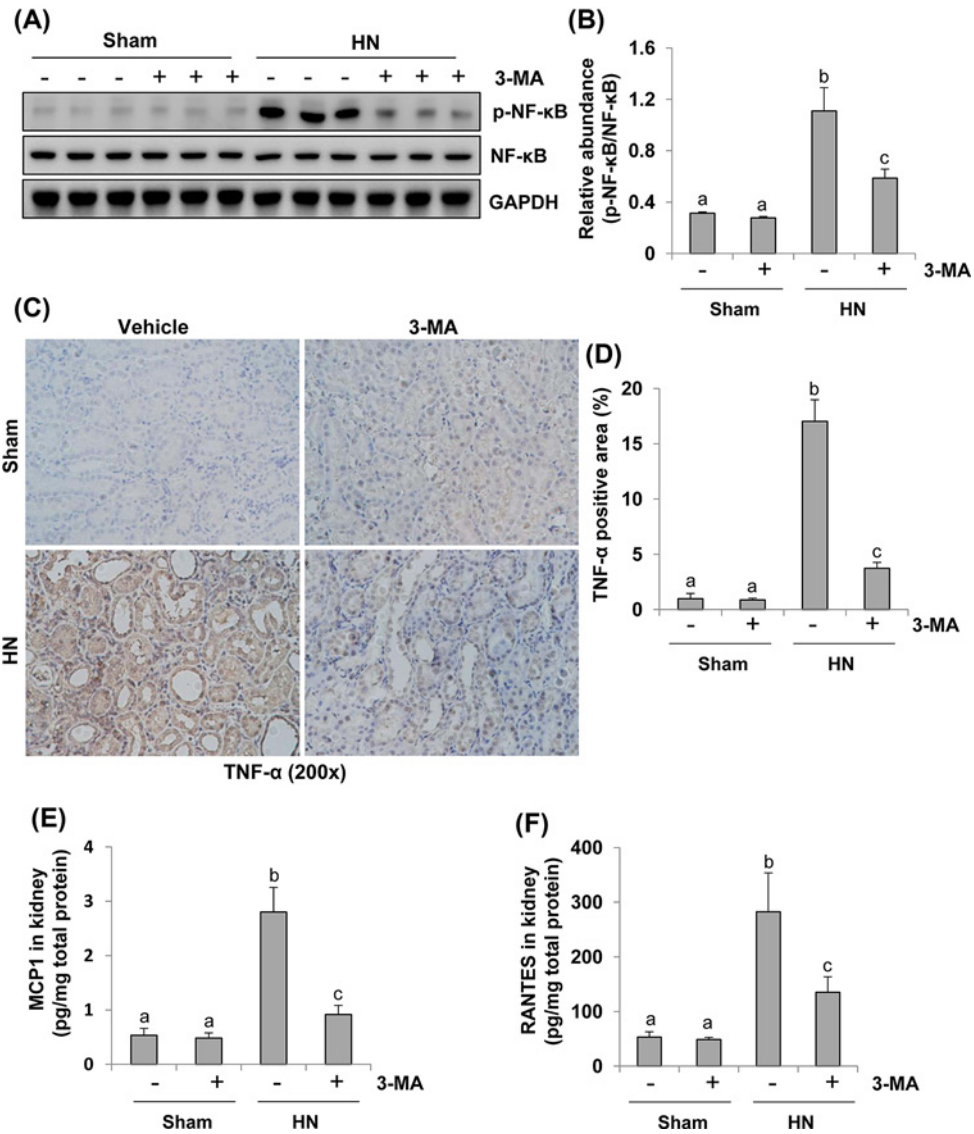 (A)
Sham
HN
- - - + + + - - - + + + 3-MA
p-NF-κB
NF-κB
GAPDH
(B)
Relative abundance
(p-NF-κB/NF-κB)
1.6
1.2
0.8
0.4
0
a
a
b
c
- + - + 3-MA
Sham
HN
(C)
Vehicle
3-MA
Sham
HN
TNF-α (200x)
(D)
TNF-α positive area (%)
20
15
10
5
0
a
a
b
c
- + - + 3-MA
Sham
HN
(E)
MCP1 in kidney
(pg/mg total protein)
4
3
2
1
0
a
a
b
c
- + - + 3-MA
Sham
HN
(F)
RANTES in kidney
(pg/mg total protein)
400
300
200
100
0
a
a
b
c
- + - + 3-MA
Sham
HN